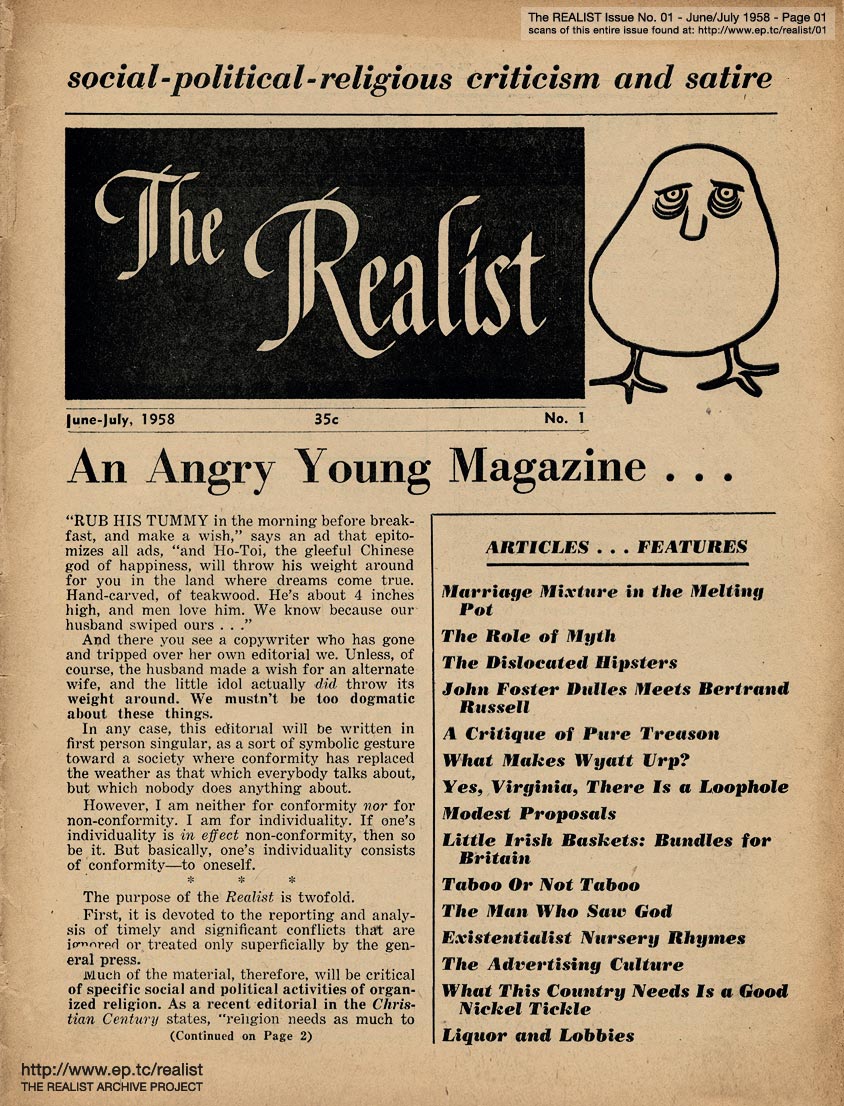 The REALIST Issue No. 01 - June/July 1958 - Page 01
scans of this entire issue found at: http://www.ep.tc/realist/01
social-political-religious criticism and satire
The Realist
June-July, 1958 35c No. 1
An Angry Young Magazine . . .
“RUB HIS TUMMY in the morning before break-
fast, and make a wish,” says an ad that epito-
mizes all ads, “and Ho-Toi, the gleeful Chinese
god of happiness, will throw his weight around
for you in the land where dreams come true.
Hand-carved, of teakwood. He’s about 4 inches
high, and men love him. We know because our
husband swiped ours . . .”
And there you see a copywriter who has gone
and tripped over her own editorial we. Unless, of
course, the husband made a wish for an alternate
wife, and the little idol actually did throw its
weight around. We mustn’t be too dogmatic
about these things.
In any case, this editorial will be written in
first person singular, as a sort of symbolic gesture
toward a society where conformity has replaced
the weather as that which everybody talks about,
but which nobody does anything about.
However, I am neither for conformity nor for
non-conformity. I am for individuality. If one’s
individuality is in effect non-conformity, then so
be it. But basically, one’s individuality consists
of conformity—to oneself.
* * *
The purpose of the Realist is twofold.
First, it is devoted to the reporting and analy-
sis of timely and significant conflicts that are
ignored or treated only superficially by the gen-
eral press.
Much of the material, therefore, will be critical
of specific social and political activities of organ-
ized religion. As a recent editorial in the Chris-
tian Century states, “religion needs as much to
(Continued on Page 2)
ARTICLES . . . FEATURES
Marriage Mixture in the Melting
Pot
The Role of Myth
The Dislocated Hipsters
John Foster Dulles Meets Bertrand
Russell
A Critique of Pure Treason
What Makes Wyatt Urp?
Yes, Virginia, There Is a Loophole
Modest Proposals
Little Irish Baskets: Bundles for
Britain
Taboo Or Not Taboo
The Man Who Saw God
Existentialist Nursery Rhymes
The Advertising Culture
What This Country Needs Is a Good
Nickel Tickle
Liquor and Lobbies
http://www.ep.tc/realist
THE REALIST ARCHIVE PROJECT